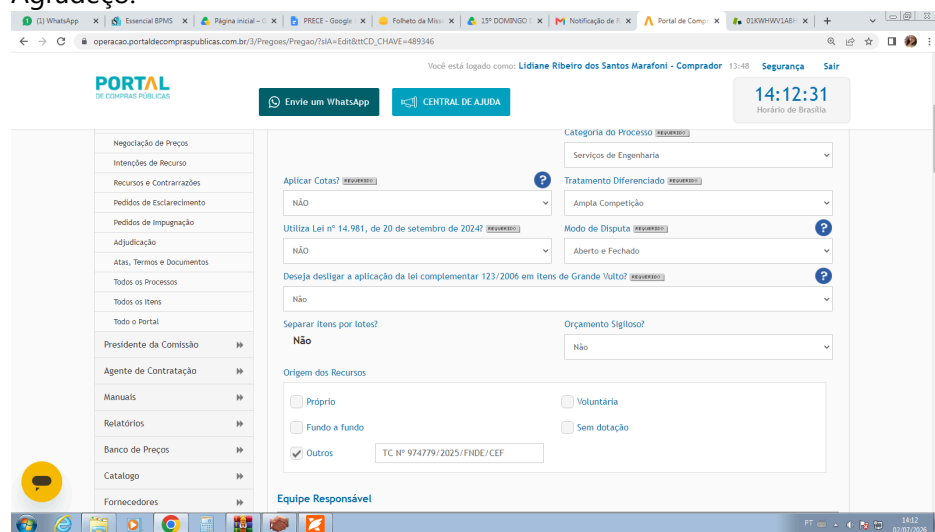 Agradeço.
(1) WhatsApp
Essencial BPMS
Página inicial – G
PRECE - Google
Folheto da Miss
15º DOMINGO
Notificação de
Portal de Comp
01KWHWV1A8H
operacao.portaldecompraspublicas.com.br/3/Pregoes/Pregao/?slA=Edit&ttCD_CHAVE=489346
Você está logado como: Lidiane Ribeiro dos Santos Marafoni - Comprador 13:48 Segurança Sair
PORTAL
DE COMPRAS PÚBLICAS
Envie um WhatsApp
CENTRAL DE AJUDA
14:12:31
Horário de Brasília
Negociação de Preços
Intenções de Recurso
Recursos e Contrarrazões
Pedidos de Esclarecimento
Pedidos de Impugnação
Adjudicação
Atas, Termos e Documentos
Todos os Processos
Todos os Itens
Todo o Portal
Presidente da Comissão
Agente de Contratação
Manuais
Relatórios
Banco de Preços
Catalogo
Fornecedores
Categoria do Processo REQUERIDO
Serviços de Engenharia
Aplicar Cotas? REQUERIDO
NÃO
Tratamento Diferenciado REQUERIDO
Ampla Competição
Utiliza Lei nº 14.981, de 20 de setembro de 2024? REQUERIDO
NÃO
Modo de Disputa REQUERIDO
Aberto e Fechado
Deseja desligar a aplicação da lei complementar 123/2006 em itens de Grande Vulto? REQUERIDO
Não
Separar itens por lotes?
Não
Orçamento Sigiloso?
Não
Origem dos Recursos
Próprio
Voluntária
Fundo a fundo
Sem dotação
Outros
TC Nº 974779/2025/FNDE/CEF
Equipe Responsável
PT
14:12
02/07/2026